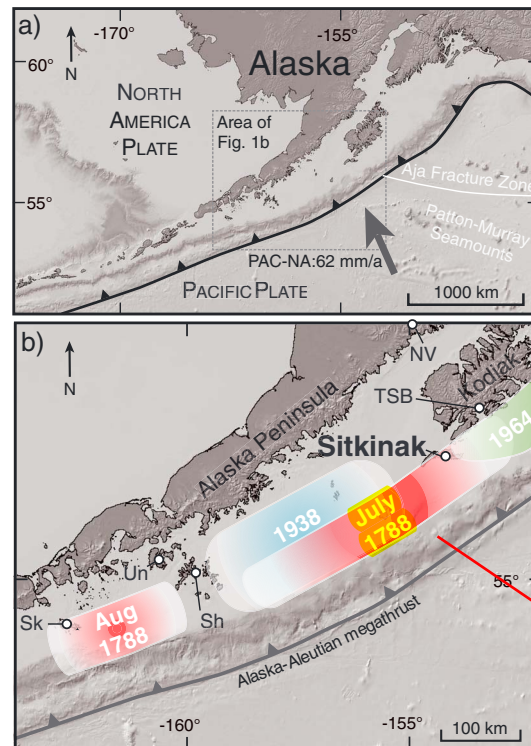 a)
-170°
-155°
60°
55°
N
Alaska
NORTH
AMERICA
PLATE
Area of
Fig. 1b
Aja Fracture Zone
Patton-Murray
Seamounts
PAC-NA:62 mm/a
PACIFIC PLATE
1000 km
b)
N
NV
Kodiak
TSB
Alaska Peninsula
Sitkinak
1964
1938
July
1788
Un
Sh
Sk
Aug
1788
55°
Alaska-Aleutian megathrust
-160°
-155°
100 km